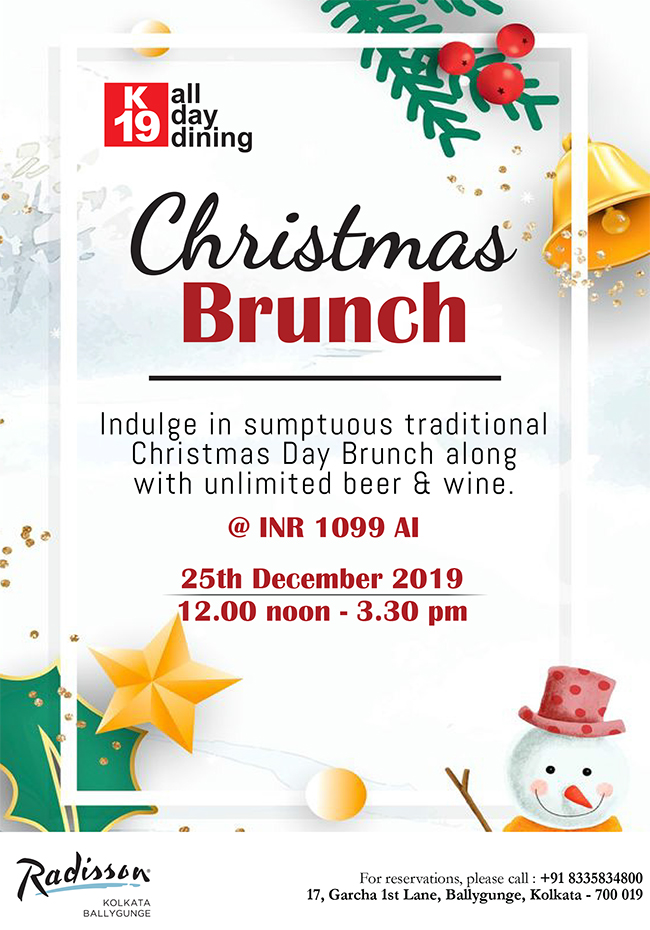 K
19
all
day
dining
Christmas
Brunch
Indulge in sumptuous traditional
Christmas Day Brunch along
with unlimited beer & wine.
@ INR 1099 AI
25th December 2019
12.00 noon - 3.30 pm
Radisson
KOLKATA
BALLYGUNGE
For reservations, please call : +91 8335834800
17, Garcha 1st Lane, Ballygunge, Kolkata - 700 019